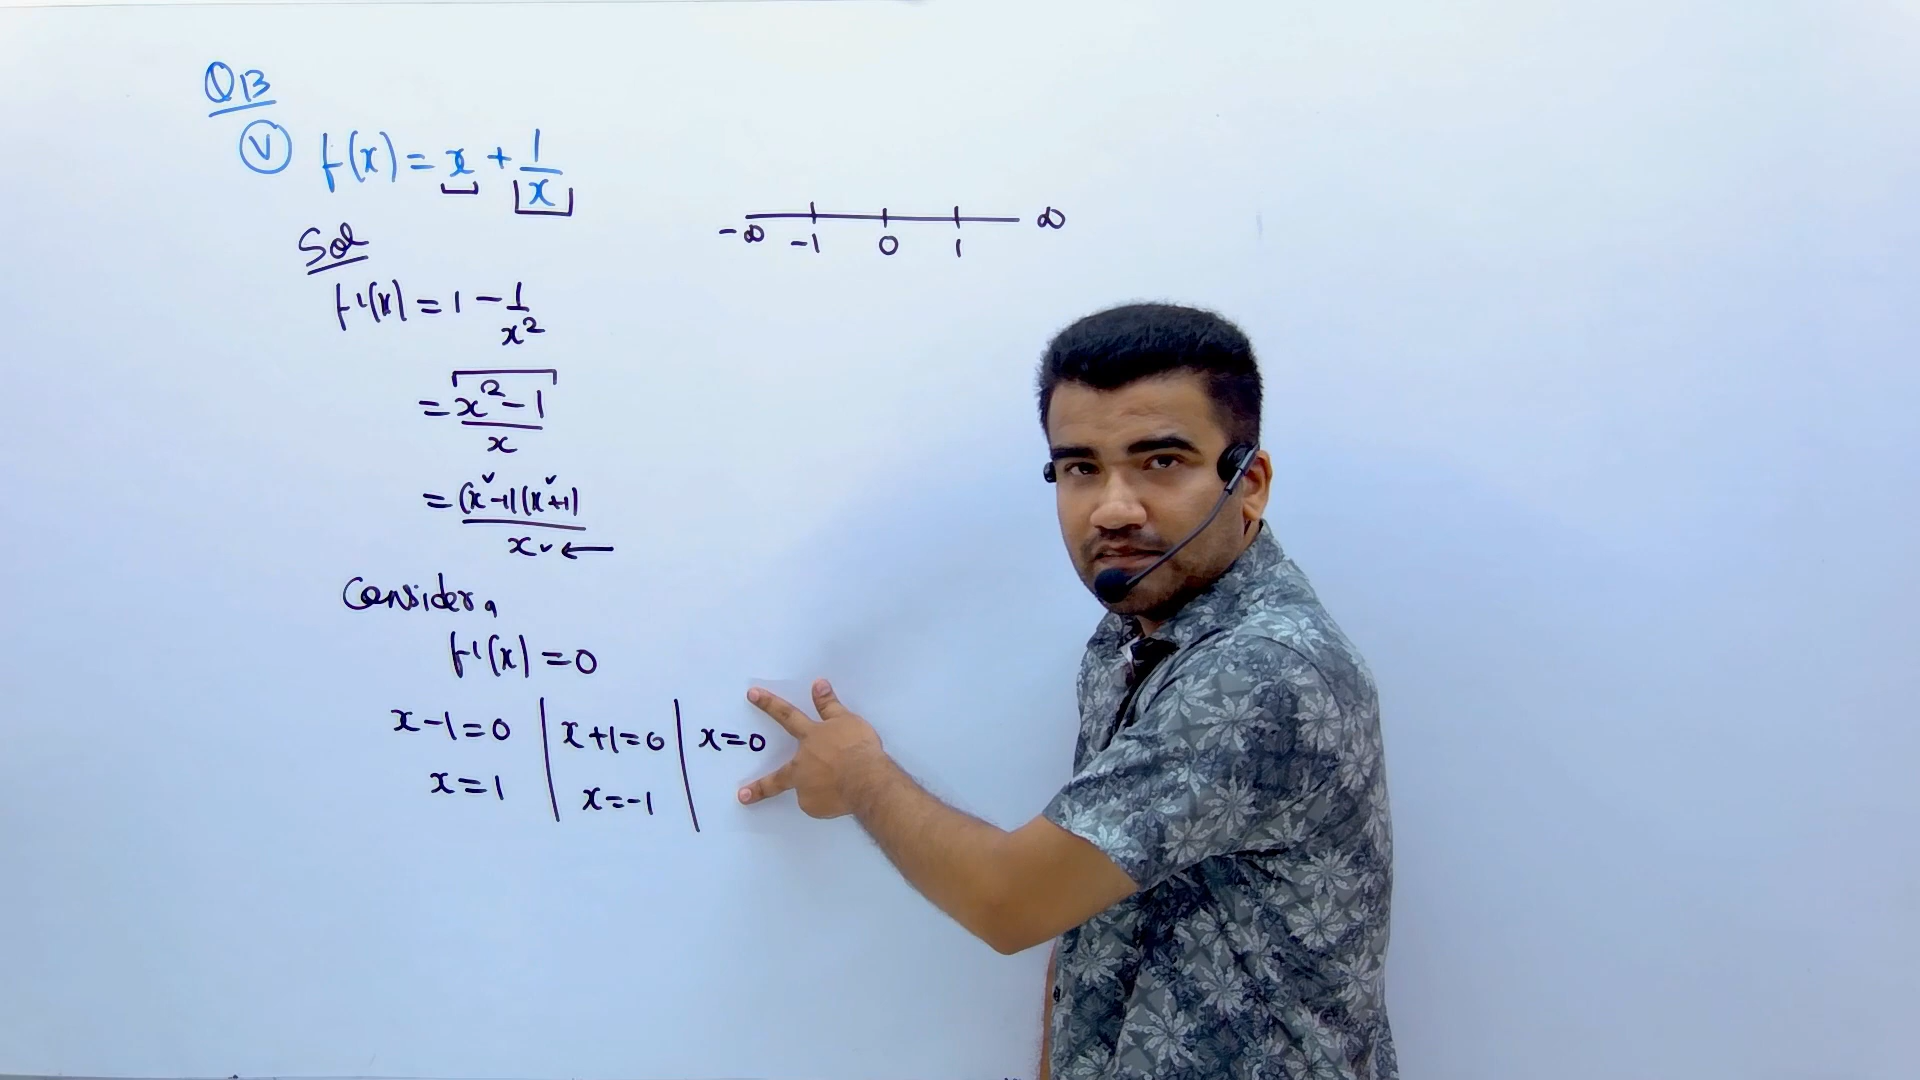 Q13
(V) f(x) = x + 1/x
Sol
f'(x) = 1 - 1/x²
= x² - 1 / x
= (x-1)(x+1) / x ←
Consider,
f'(x) = 0
x-1=0 | x+1=0 | x=0
x=1 | x=-1 |
-∞ -1 0 1 ∞